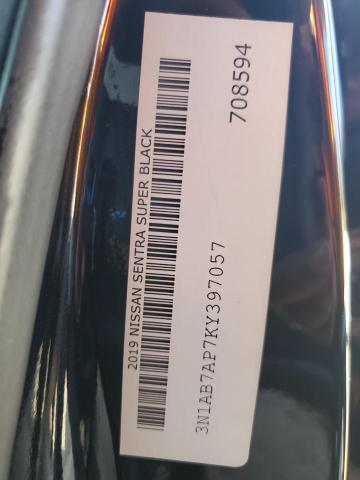 2019 NISSAN SENTRA SUPER BLACK
3N1AB7AP7KY397057
708594